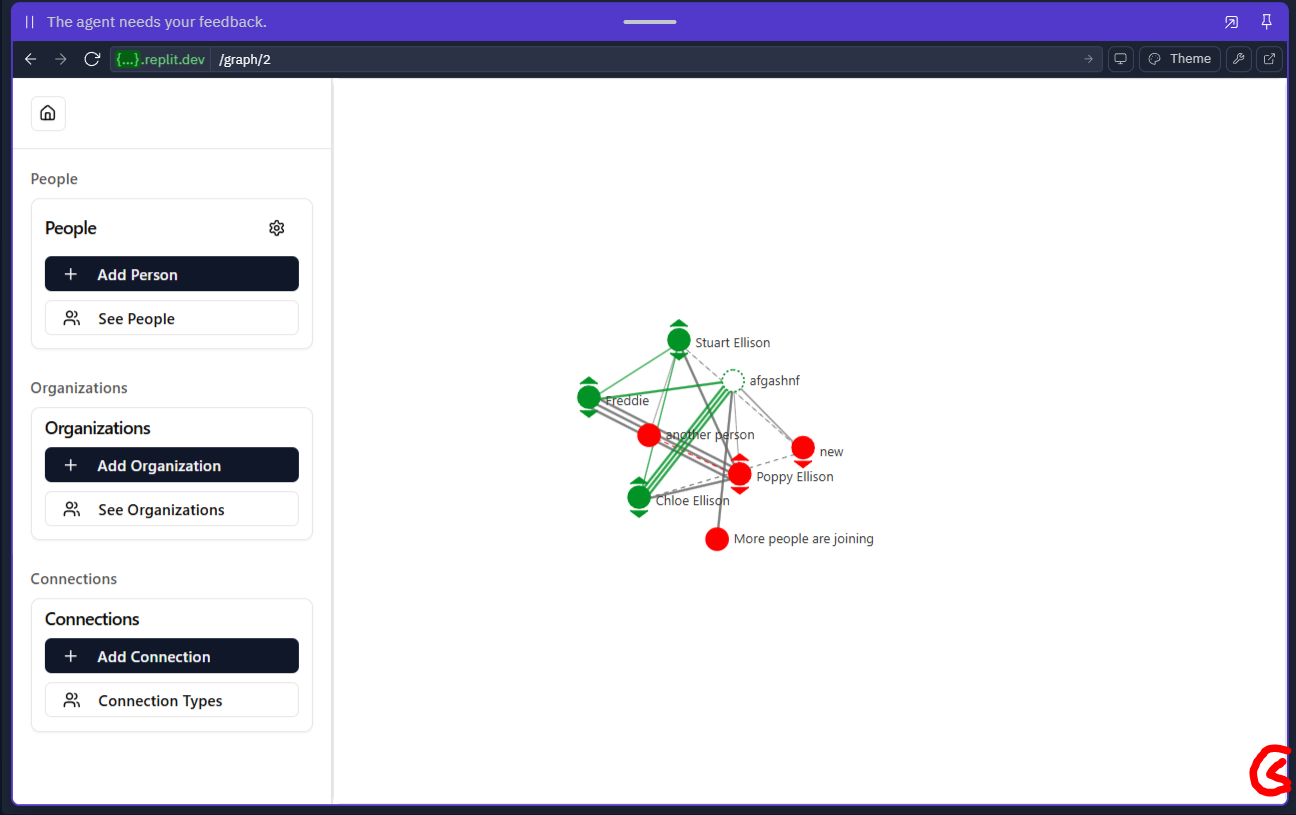 The agent needs your feedback.
{...}.replit.dev /graph/2
Theme
People
People
Add Person
See People
Organizations
Organizations
Add Organization
See Organizations
Connections
Connections
Add Connection
Connection Types
Stuart Ellison
afgashnf
Freddie
another person
new
Poppy Ellison
Chloe Ellison
More people are joining